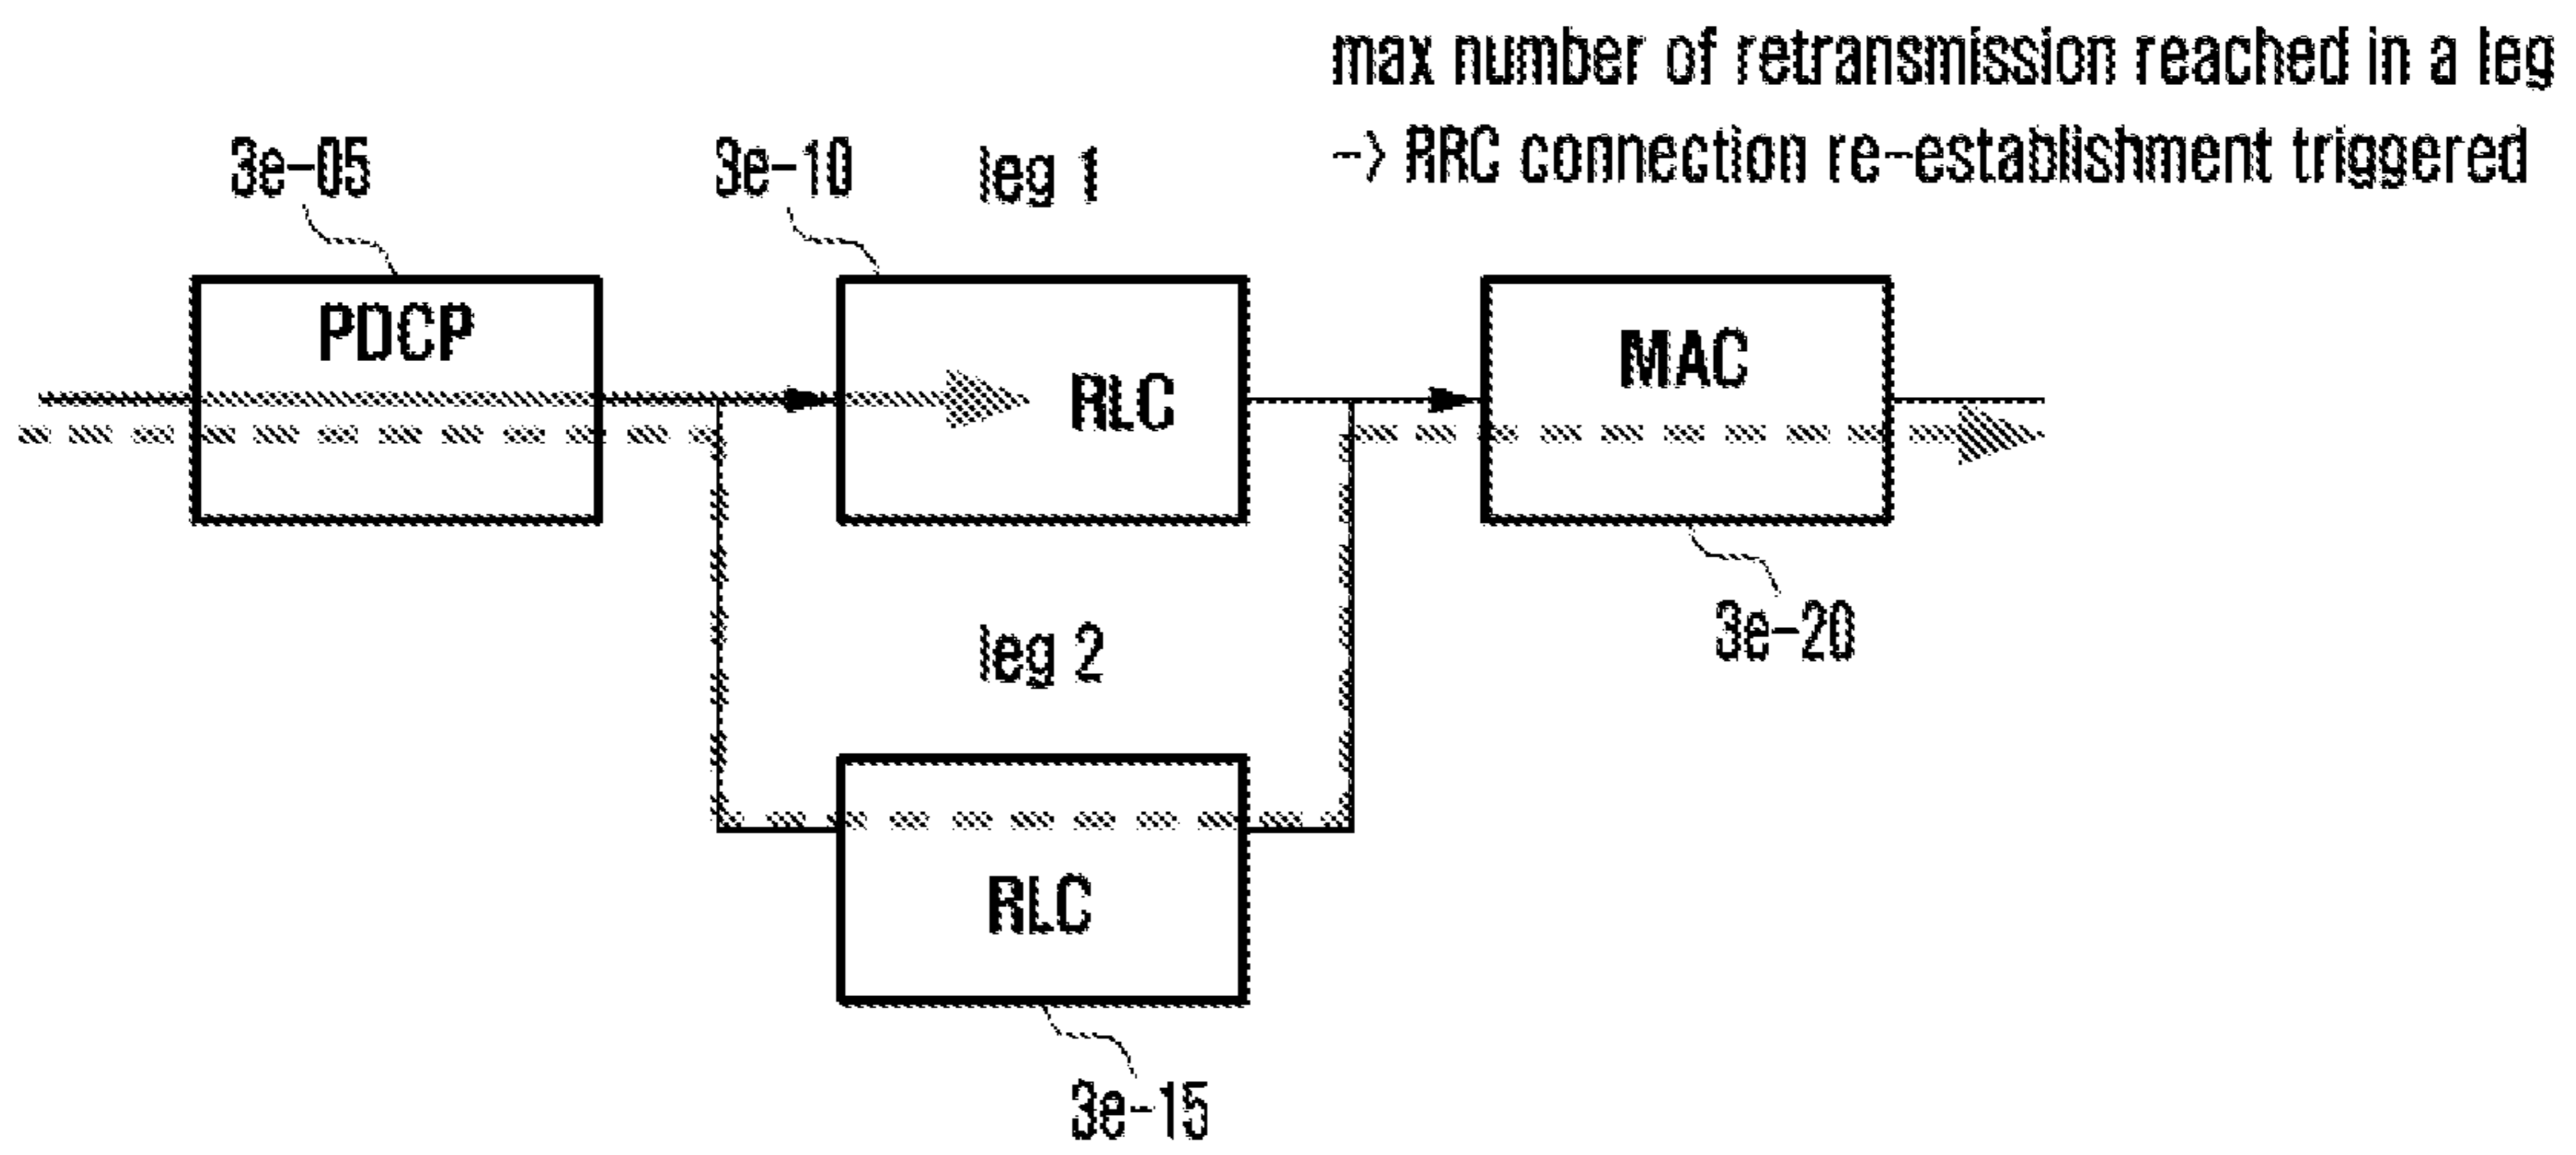 max number of retransmission reached in a leg
-> RRC connection re-establishment triggered
3e-05
3e-10
leg 1
PDCP
RLC
MAC
3e-20
leg 2
RLC
3e-15